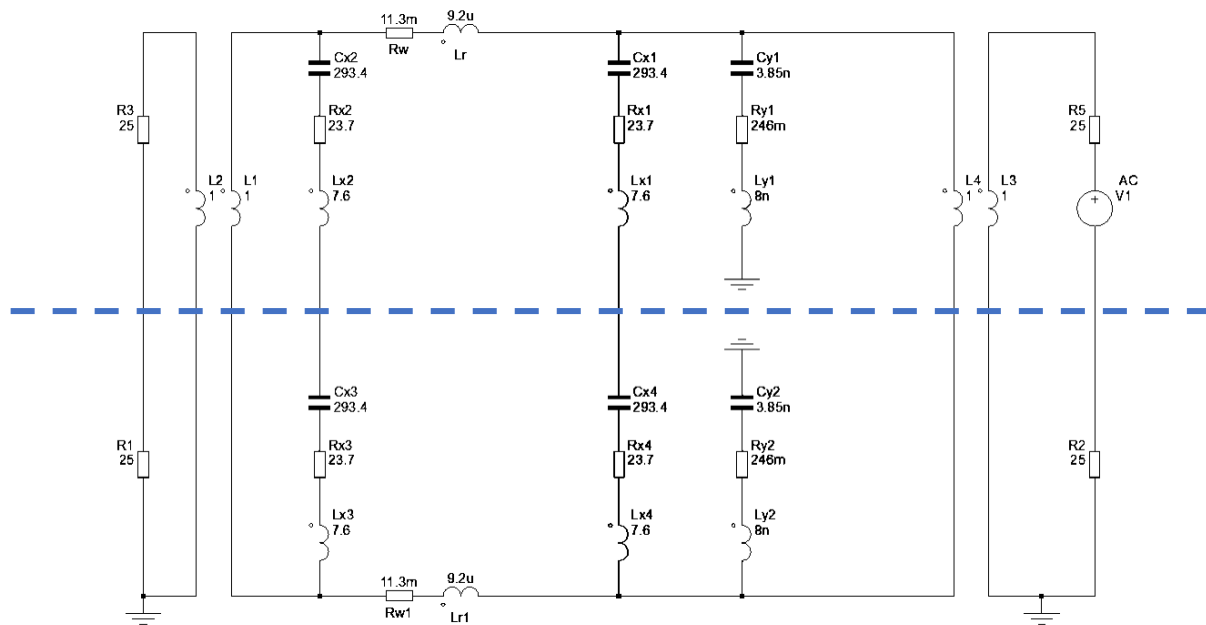 11.3m
Rw
9.2u
Lr
Cx2
293.4
Cx1
293.4
Cy1
3.85n
R3
25
Rx2
23.7
Rx1
23.7
Ry1
246m
R5
25
L2
1
L1
1
Lx2
7.6
Lx1
7.6
Ly1
8n
L4
1
L3
1
AC
V1
Cx3
293.4
Cx4
293.4
Cy2
3.85n
R1
25
Rx3
23.7
Rx4
23.7
Ry2
246m
R2
25
Lx3
7.6
Lx4
7.6
Ly2
8n
11.3m
Rw1
9.2u
Lr1